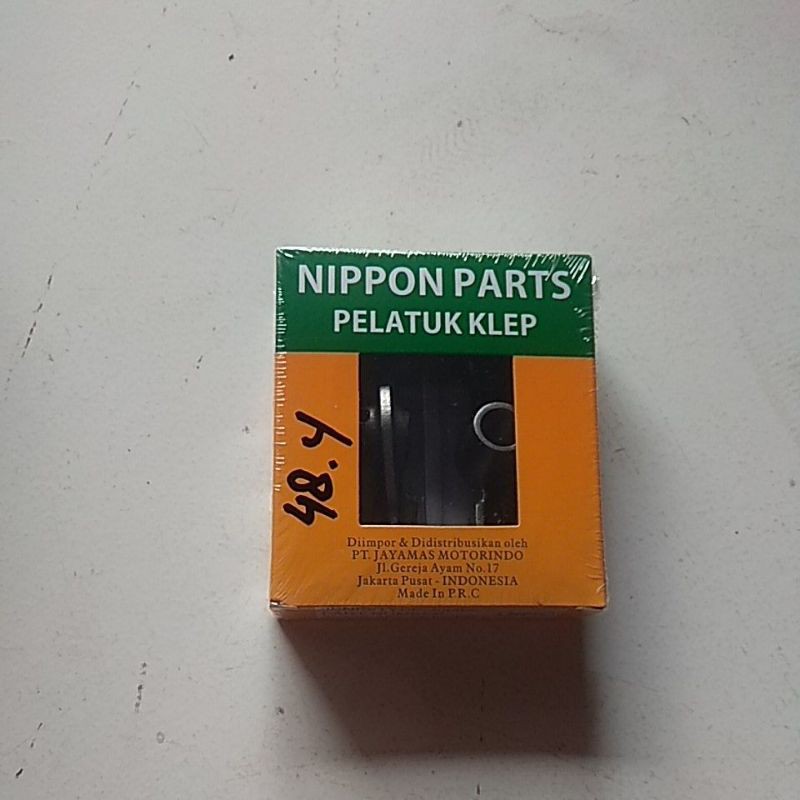 NIPPON PARTS
PELATUK KLEP
48.4
Diimpor & Didistribusikan oleh
PT. JAYAMAS MOTORINDO
Jl.Gereja Ayam No.17
Jakarta Pusat - INDONESIA
Made In P.R.C